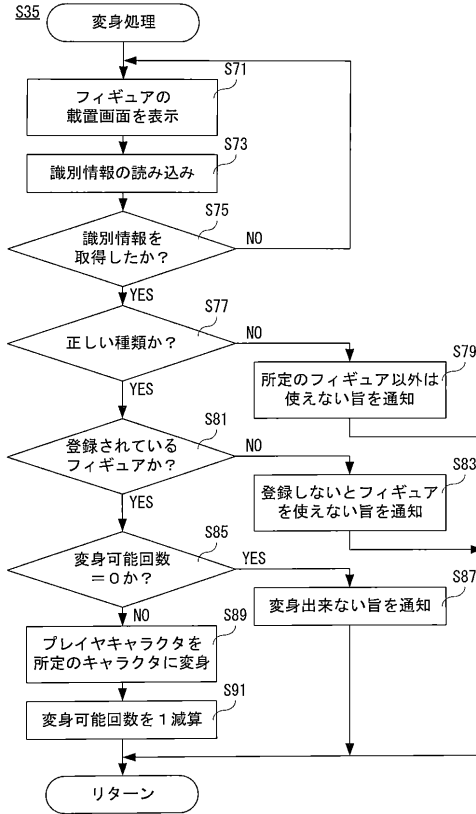 S35
変身処理
S71
フィギュアの
載置画面を表示
S73
識別情報の読み込み
S75
識別情報を
取得したか？
NO
YES
S77
正しい種類か？
NO
YES
S79
所定のフィギュア以外は
使えない旨を通知
S81
登録されている
フィギュアか？
NO
YES
S83
登録しないとフィギュア
を使えない旨を通知
S85
変身可能回数
＝０か？
YES
NO
S87
変身出来ない旨を通知
S89
プレイヤキャラクタを
所定のキャラクタに変身
S91
変身可能回数を１減算
リターン